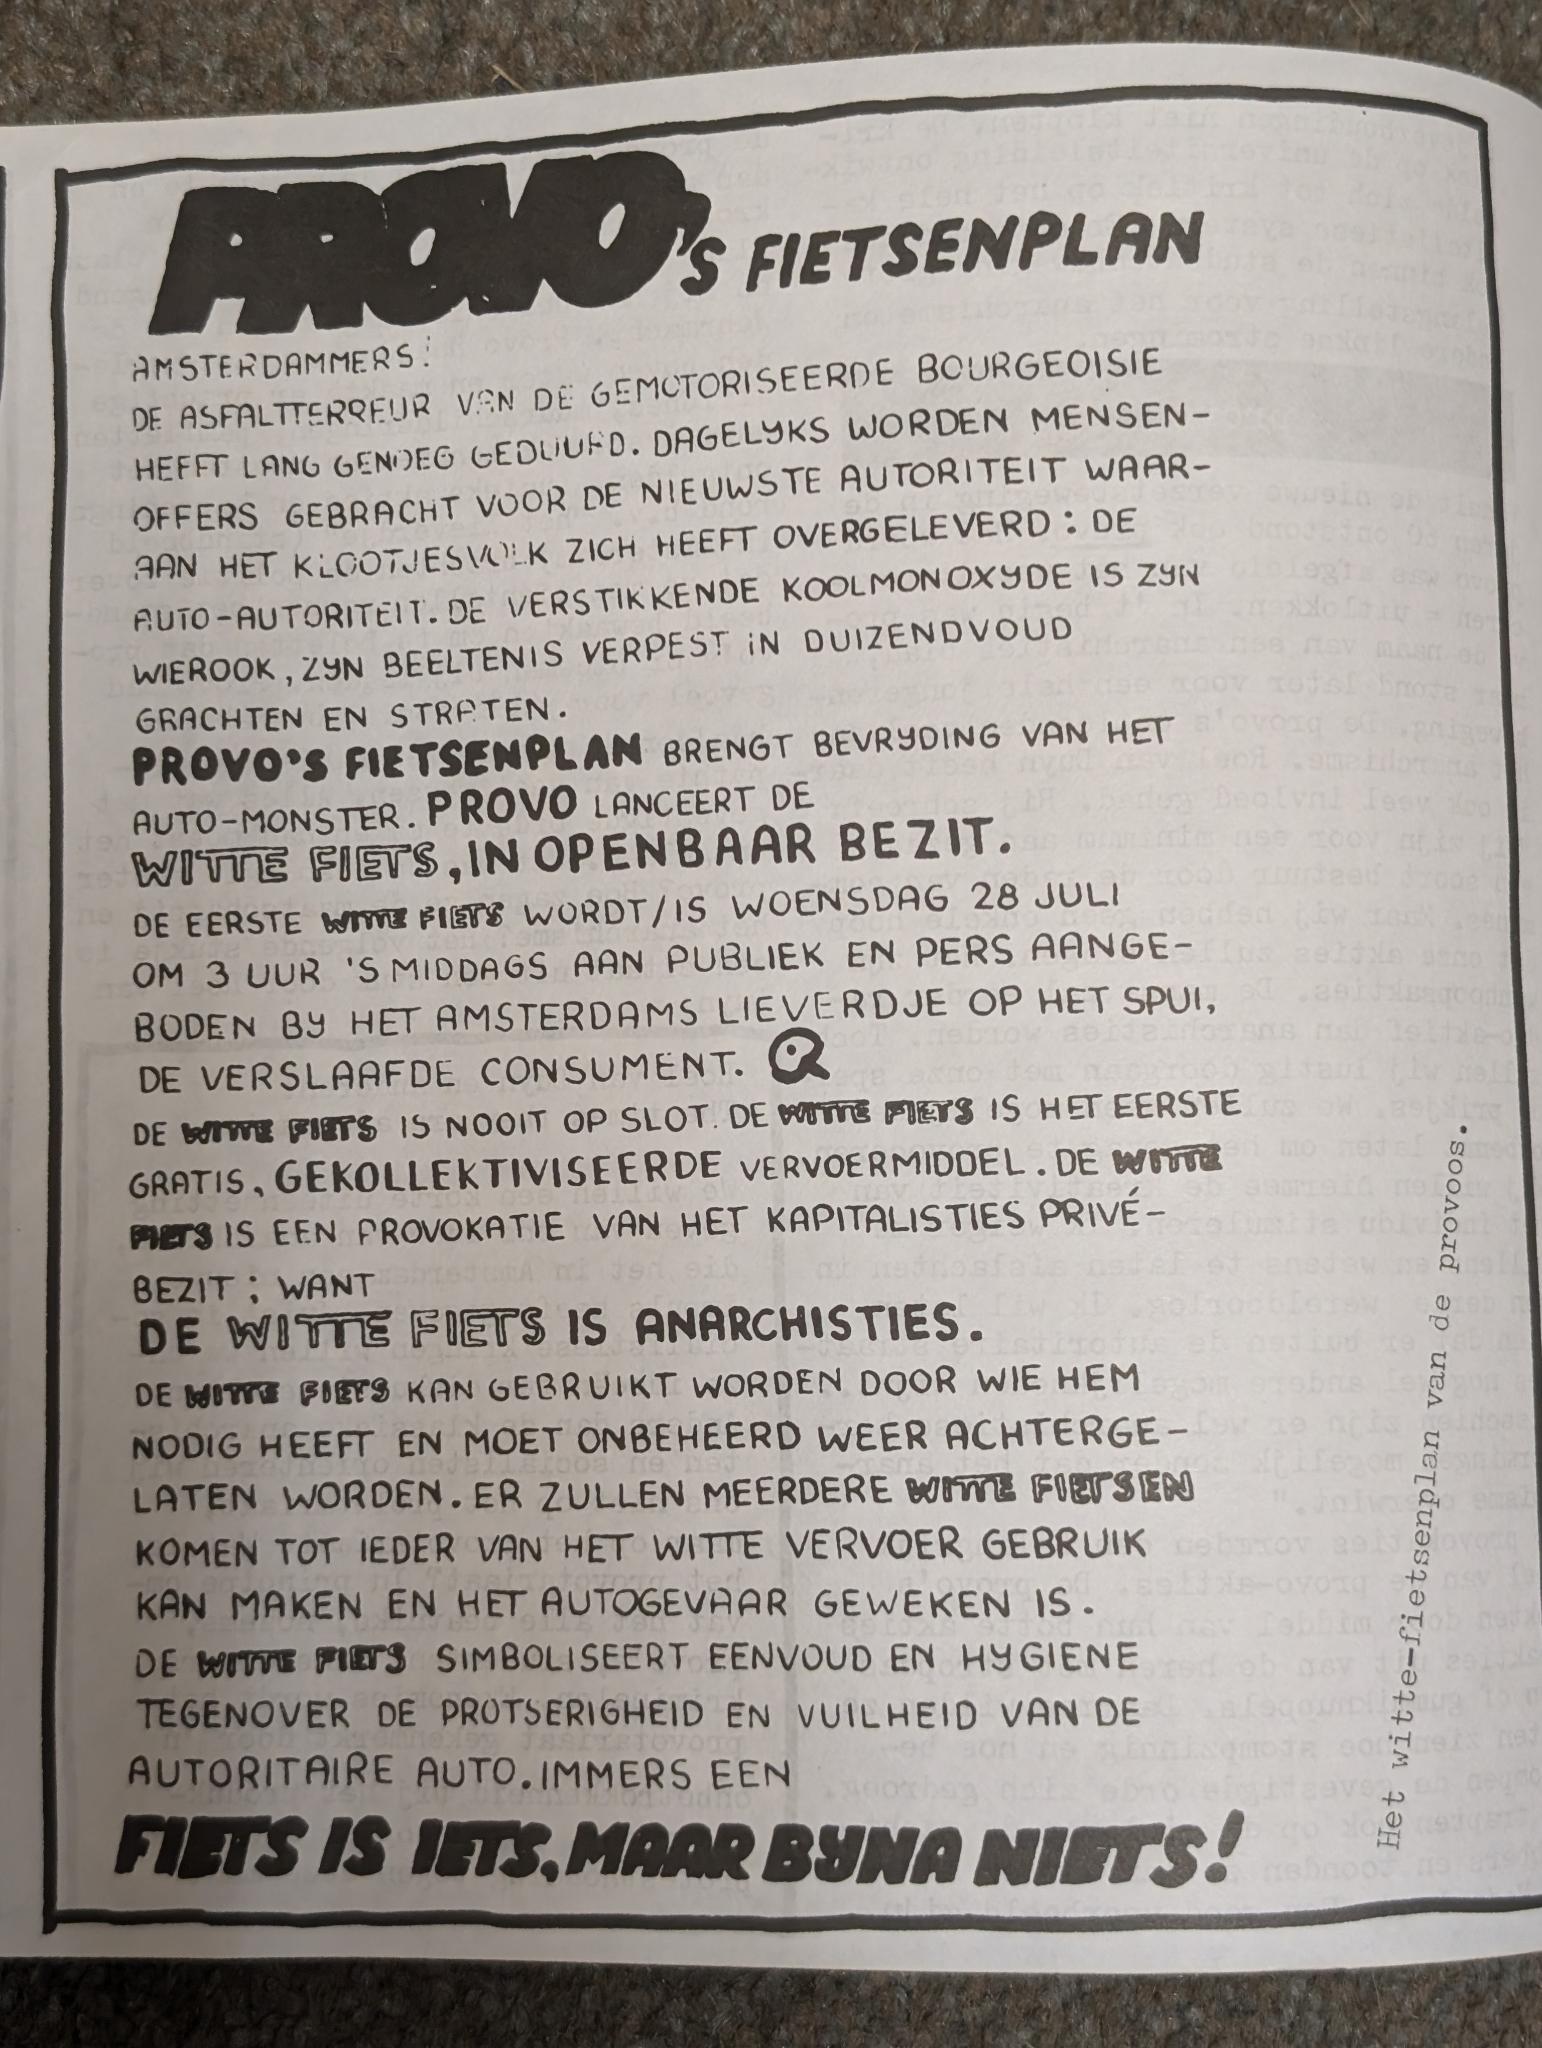 PROVO's FIETSENPLAN
AMSTERDAMMERS!
DE ASFALTTERREUR VAN DE GEMOTORISEERDE BOURGEOISIE
HEEFT LANG GENOEG GEDUURD. DAGELYKS WORDEN MENSEN-
OFFERS GEBRACHT VOOR DE NIEUWSTE AUTORITEIT WAAR-
AAN HET KLOOTJESVOLK ZICH HEEFT OVERGELEVERD: DE
AUTO-AUTORITEIT. DE VERSTIKKENDE KOOLMONOXYDE IS ZYN
WIEROOK, ZYN BEELTENIS VERPEST IN DUIZENDVOUD
GRACHTEN EN STRATEN.
PROVO'S FIETSENPLAN BRENGT BEVRYDING VAN HET
AUTO-MONSTER. PROVO LANCEERT DE
WITTE FIETS, IN OPENBAAR BEZIT.
DE EERSTE WITTE FIETS WORDT/IS WOENSDAG 28 JULI
OM 3 UUR 'S MIDDAGS AAN PUBLIEK EN PERS AANGE-
BODEN BY HET AMSTERDAMS LIEVERDJE OP HET SPUI,
DE VERSLAAFDE CONSUMENT.
DE WITTE FIETS IS NOOIT OP SLOT. DE WITTE FIETS IS HET EERSTE
GRATIS, GEKOLLEKTIVISEERDE VERVOERMIDDEL. DE WITTE
FIETS IS EEN PROVOKATIE VAN HET KAPITALISTIES PRIVÉ-
BEZIT; WANT
DE WITTE FIETS IS ANARCHISTIES.
DE WITTE FIETS KAN GEBRUIKT WORDEN DOOR WIE HEM
NODIG HEEFT EN MOET ONBEHEERD WEER ACHTERGE-
LATEN WORDEN. ER ZULLEN MEERDERE WITTE FIETSEN
KOMEN TOT IEDER VAN HET WITTE VERVOER GEBRUIK
KAN MAKEN EN HET AUTOGEVAAR GEWEKEN IS.
DE WITTE FIETS SIMBOLISEERT EENVOUD EN HYGIENE
TEGENOVER DE PROTSERIGHEID EN VUILHEID VAN DE
AUTORITAIRE AUTO. IMMERS EEN
FIETS IS IETS, MAAR BYNA NIETS!
Het witte-fietsenplan van de provoos.